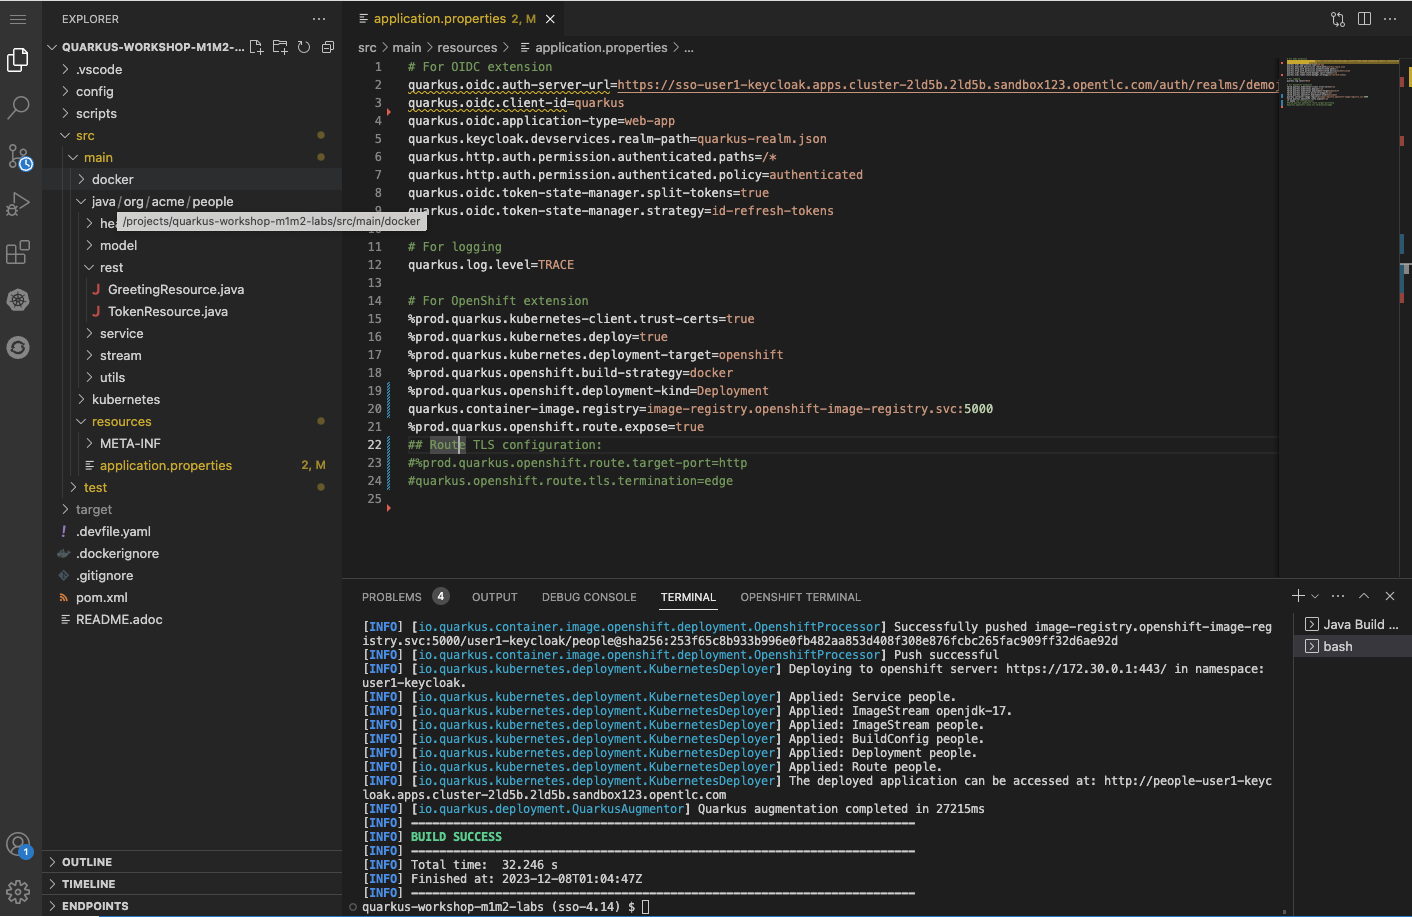 EXPLORER
QUARKUS-WORKSHOP-M1M2-...
.vscode
config
scripts
src
main
docker
java/org/acme/people
/projects/quarkus-workshop-m1m2-labs/src/main/docker
model
rest
GreetingResource.java
TokenResource.java
service
stream
utils
kubernetes
resources
META-INF
application.properties 2, M
test
target
.devfile.yaml
.dockerignore
.gitignore
pom.xml
README.adoc
OUTLINE
TIMELINE
ENDPOINTS
1
application.properties 2, M
src > main > resources > application.properties > ...
1 # For OIDC extension
2 quarkus.oidc.auth-server-url=https://sso-user1-keycloak.apps.cluster-2ld5b.2ld5b.sandbox123.opentlc.com/auth/realms/demo
3 quarkus.oidc.client-id=quarkus
4 quarkus.oidc.application-type=web-app
5 quarkus.keycloak.devservices.realm-path=quarkus-realm.json
6 quarkus.http.auth.permission.authenticated.paths=/*
7 quarkus.http.auth.permission.authenticated.policy=authenticated
8 quarkus.oidc.token-state-manager.split-tokens=true
9 quarkus.oidc.token-state-manager.strategy=id-refresh-tokens
11 # For logging
12 quarkus.log.level=TRACE
13
14 # For OpenShift extension
15 %prod.quarkus.kubernetes-client.trust-certs=true
16 %prod.quarkus.kubernetes.deploy=true
17 %prod.quarkus.kubernetes.deployment-target=openshift
18 %prod.quarkus.openshift.build-strategy=docker
19 %prod.quarkus.openshift.deployment-kind=Deployment
20 quarkus.container-image.registry=image-registry.openshift-image-registry.svc:5000
21 %prod.quarkus.openshift.route.expose=true
22 ## Route TLS configuration:
23 #%prod.quarkus.openshift.route.target-port=http
24 #quarkus.openshift.route.tls.termination=edge
25
PROBLEMS 4 OUTPUT DEBUG CONSOLE TERMINAL OPENSHIFT TERMINAL
[INFO] [io.quarkus.container.image.openshift.deployment.OpenshiftProcessor] Successfully pushed image-registry.openshift-image-reg
istry.svc:5000/user1-keycloak/people@sha256:253f65c8b933b996e0fb482aa853d408f308e876fcbc265fac909ff32d6ae92d
[INFO] [io.quarkus.container.image.openshift.deployment.OpenshiftProcessor] Push successful
[INFO] [io.quarkus.kubernetes.deployment.KubernetesDeployer] Deploying to openshift server: https://172.30.0.1:443/ in namespace:
user1-keycloak.
[INFO] [io.quarkus.kubernetes.deployment.KubernetesDeployer] Applied: Service people.
[INFO] [io.quarkus.kubernetes.deployment.KubernetesDeployer] Applied: ImageStream openjdk-17.
[INFO] [io.quarkus.kubernetes.deployment.KubernetesDeployer] Applied: ImageStream people.
[INFO] [io.quarkus.kubernetes.deployment.KubernetesDeployer] Applied: BuildConfig people.
[INFO] [io.quarkus.kubernetes.deployment.KubernetesDeployer] Applied: Deployment people.
[INFO] [io.quarkus.kubernetes.deployment.KubernetesDeployer] Applied: Route people.
[INFO] [io.quarkus.kubernetes.deployment.KubernetesDeployer] The deployed application can be accessed at: http://people-user1-keyc
loak.apps.cluster-2ld5b.2ld5b.sandbox123.opentlc.com
[INFO] [io.quarkus.deployment.QuarkusAugmentor] Quarkus augmentation completed in 27215ms
[INFO] ------------------------------------------------------------------------
[INFO] BUILD SUCCESS
[INFO] ------------------------------------------------------------------------
[INFO] Total time:  32.246 s
[INFO] Finished at: 2023-12-08T01:04:47Z
[INFO] ------------------------------------------------------------------------
quarkus-workshop-m1m2-labs (sso-4.14) $
Java Build ...
bash